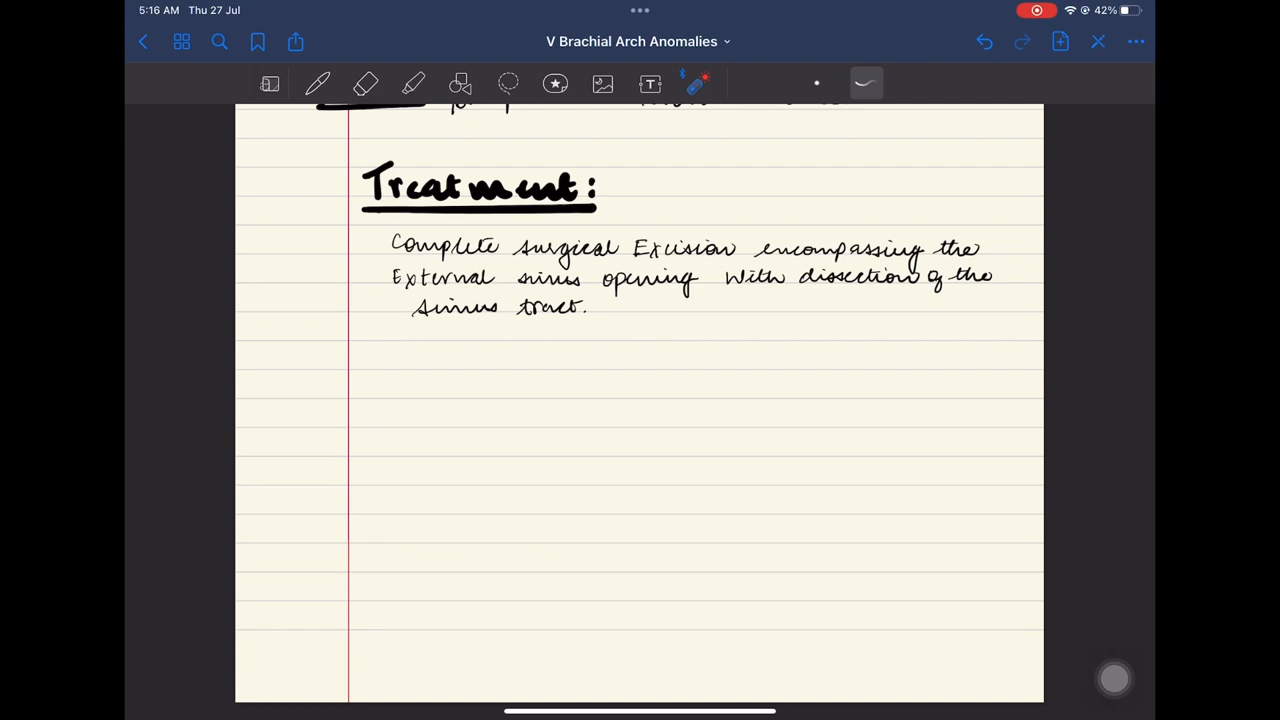 5:16 AM Thu 27 Jul
42%
V Brachial Arch Anomalies
T
Treatment:
Complete surgical Excision encompassing the
External sinus opening with dissection of the
sinus tract.